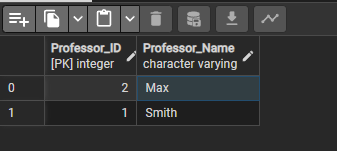 Professor_ID Professor_Name
[PK] integer character varying
0 2 Max
1 1 Smith